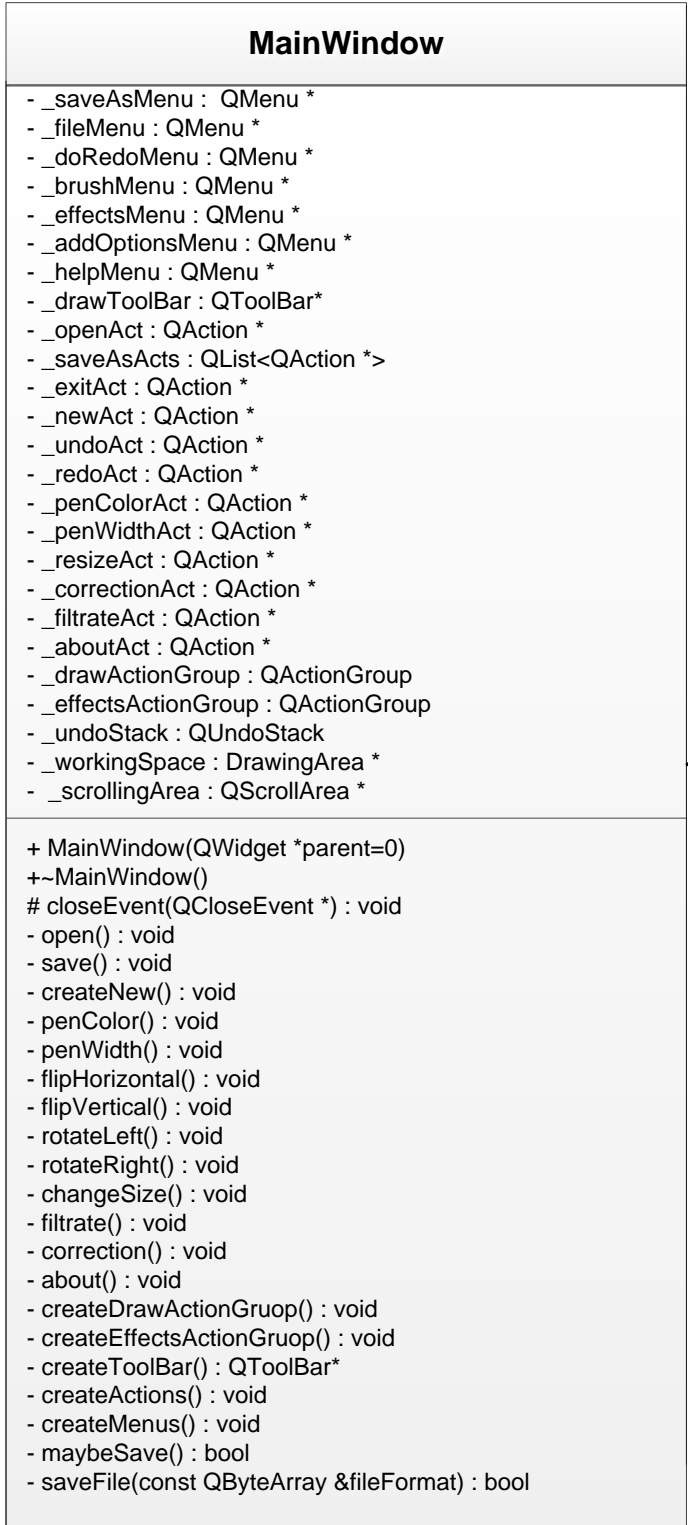 MainWindow
- _saveAsMenu :  QMenu *
- _fileMenu : QMenu *
- _doRedoMenu : QMenu *
- _brushMenu : QMenu *
- _effectsMenu : QMenu *
- _addOptionsMenu : QMenu *
- _helpMenu : QMenu *
- _drawToolBar : QToolBar*
- _openAct : QAction *
- _saveAsActs : QList<QAction *>
- _exitAct : QAction *
- _newAct : QAction *
- _undoAct : QAction *
- _redoAct : QAction *
- _penColorAct : QAction *
- _penWidthAct : QAction *
- _resizeAct : QAction *
- _correctionAct : QAction *
- _filtrateAct : QAction *
- _aboutAct : QAction *
- _drawActionGroup : QActionGroup
- _effectsActionGroup : QActionGroup
- _undoStack : QUndoStack
- _workingSpace : DrawingArea *
-  _scrollingArea : QScrollArea *
+ MainWindow(QWidget *parent=0)
+~MainWindow()
# closeEvent(QCloseEvent *) : void
- open() : void
- save() : void
- createNew() : void
- penColor() : void
- penWidth() : void
- flipHorizontal() : void
- flipVertical() : void
- rotateLeft() : void
- rotateRight() : void
- changeSize() : void
- filtrate() : void
- correction() : void
- about() : void
- createDrawActionGruop() : void
- createEffectsActionGruop() : void
- createToolBar() : QToolBar*
- createActions() : void
- createMenus() : void
- maybeSave() : bool
- saveFile(const QByteArray &fileFormat) : bool